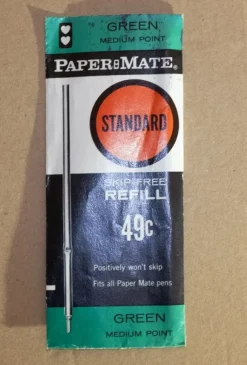 GREEN
MEDIUM POINT
PAPER MATE®
STANDARD
SKIP-FREE
REFILL
49c
Positively won't skip
Fits all Paper Mate pens
GREEN
MEDIUM POINT